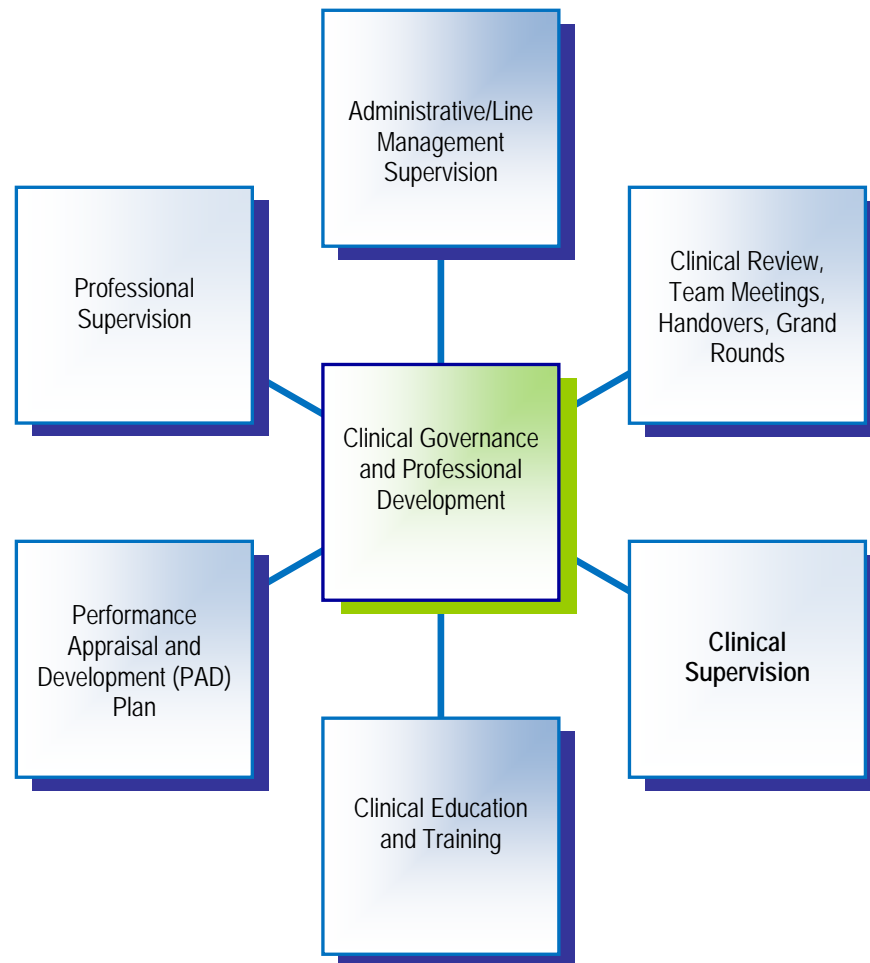 Administrative/Line
Management
Supervision
Professional
Supervision
Clinical Review,
Team Meetings,
Handovers, Grand
Rounds
Clinical Governance
and Professional
Development
Performance
Appraisal and
Development (PAD)
Plan
Clinical
Supervision
Clinical Education
and Training